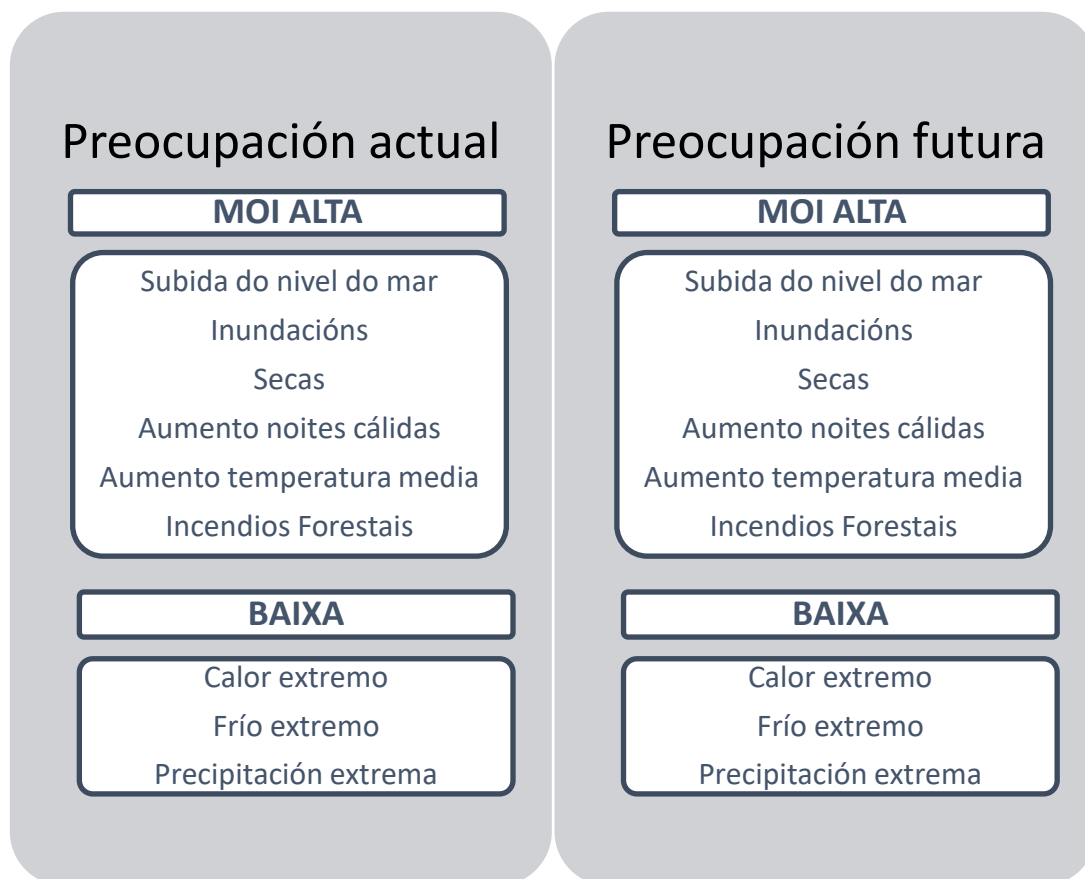 Preocupación actual
MOI ALTA
Subida do nivel do mar
Inundacións
Secas
Aumento noites cálidas
Aumento temperatura media
Incendios Forestais
BAIXA
Calor extremo
Frío extremo
Precipitación extrema
Preocupación futura
MOI ALTA
Subida do nivel do mar
Inundacións
Secas
Aumento noites cálidas
Aumento temperatura media
Incendios Forestais
BAIXA
Calor extremo
Frío extremo
Precipitación extrema